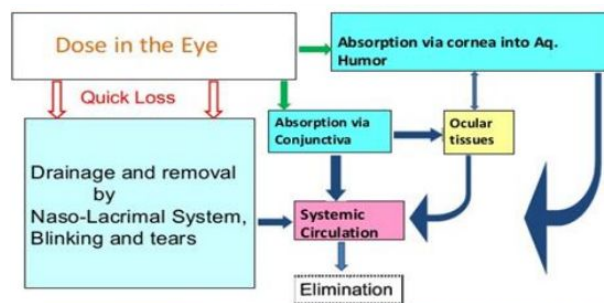 Dose in the Eye
Absorption via cornea into Aq.
Humor
Quick Loss
Absorption via
Conjunctiva
Ocular
tissues
Drainage and removal
by
Naso-Lacrimal System,
Blinking and tears
Systemic
Circulation
Elimination